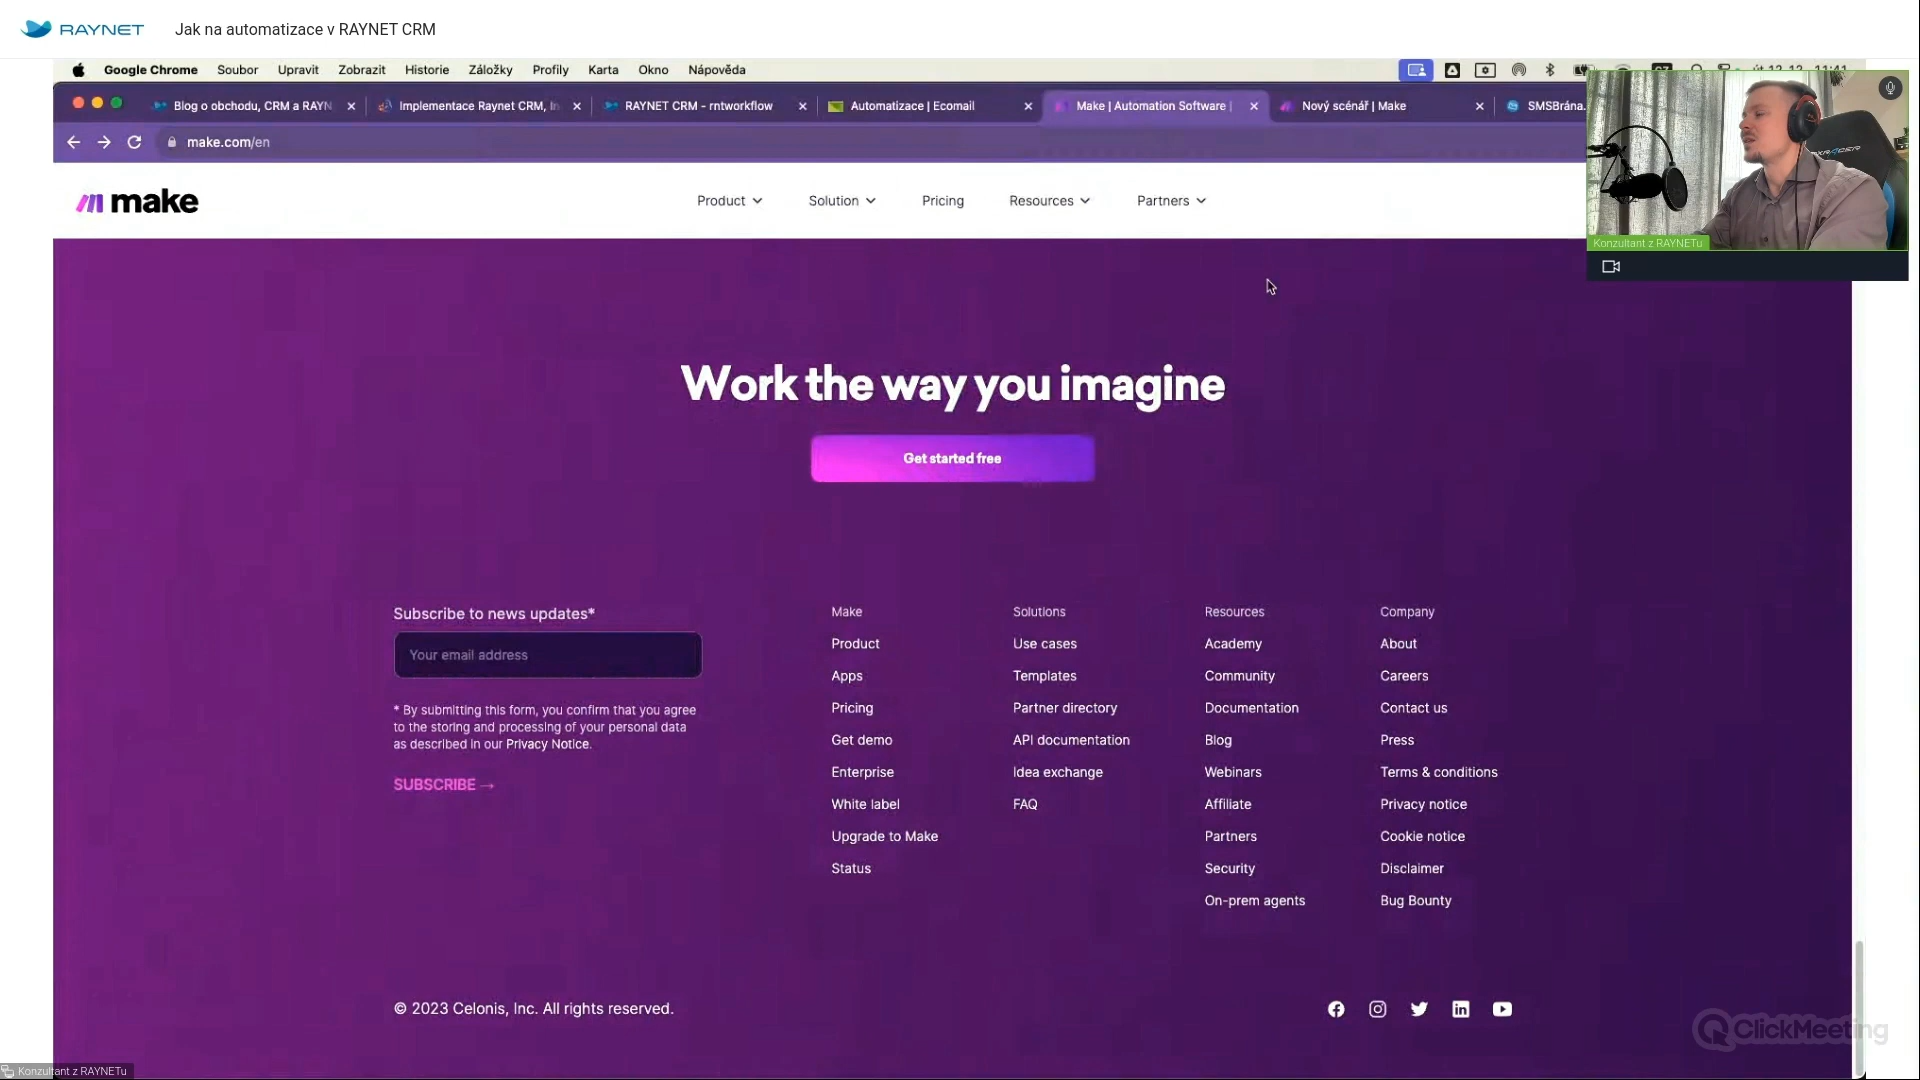 RAYNET Jak na automatizace v RAYNET CRM
Google Chrome Soubor Upravit Zobrazit Historie Záložky Profily Karta Okno Nápověda
Blog o obchodu, CRM a RAYN
Implementace Raynet CRM, In
RAYNET CRM - rntworkflow
Automatizace | Ecomail
Make | Automation Software |
Nový scénář | Make
SMSBrána.
make.com/en
make
Product
Solution
Pricing
Resources
Partners
Konzultant z RAYNETu
Work the way you imagine
Get started free
Subscribe to news updates*
Your email address
* By submitting this form, you confirm that you agree
to the storing and processing of your personal data
as described in our Privacy Notice.
SUBSCRIBE →
Make
Product
Apps
Pricing
Get demo
Enterprise
White label
Upgrade to Make
Status
Solutions
Use cases
Templates
Partner directory
API documentation
Idea exchange
FAQ
Resources
Academy
Community
Documentation
Blog
Webinars
Affiliate
Partners
Security
On-prem agents
Company
About
Careers
Contact us
Press
Terms & conditions
Privacy notice
Cookie notice
Disclaimer
Bug Bounty
© 2023 Celonis, Inc. All rights reserved.
ClickMeeting
Konzultant z RAYNETu